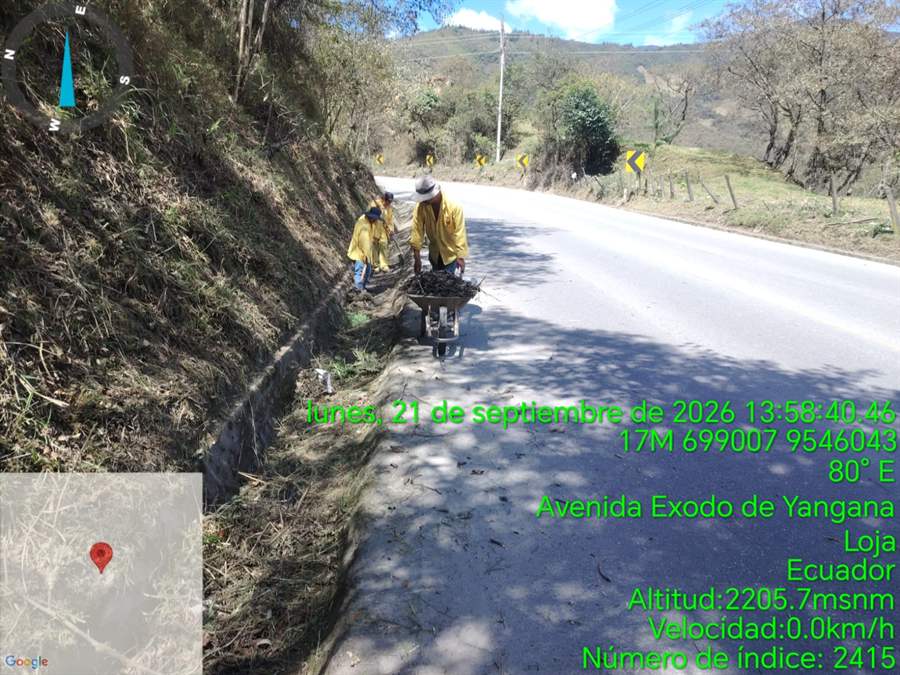 N
E
S
W
lunes, 21 de septiembre de 2026 13:58:40.46
17M 699007 9546043
80° E
Avenida Exodo de Yangana
Loja
Ecuador
Altitud:2205.7msnm
Velocidad:0.0km/h
Número de índice: 2415
Google